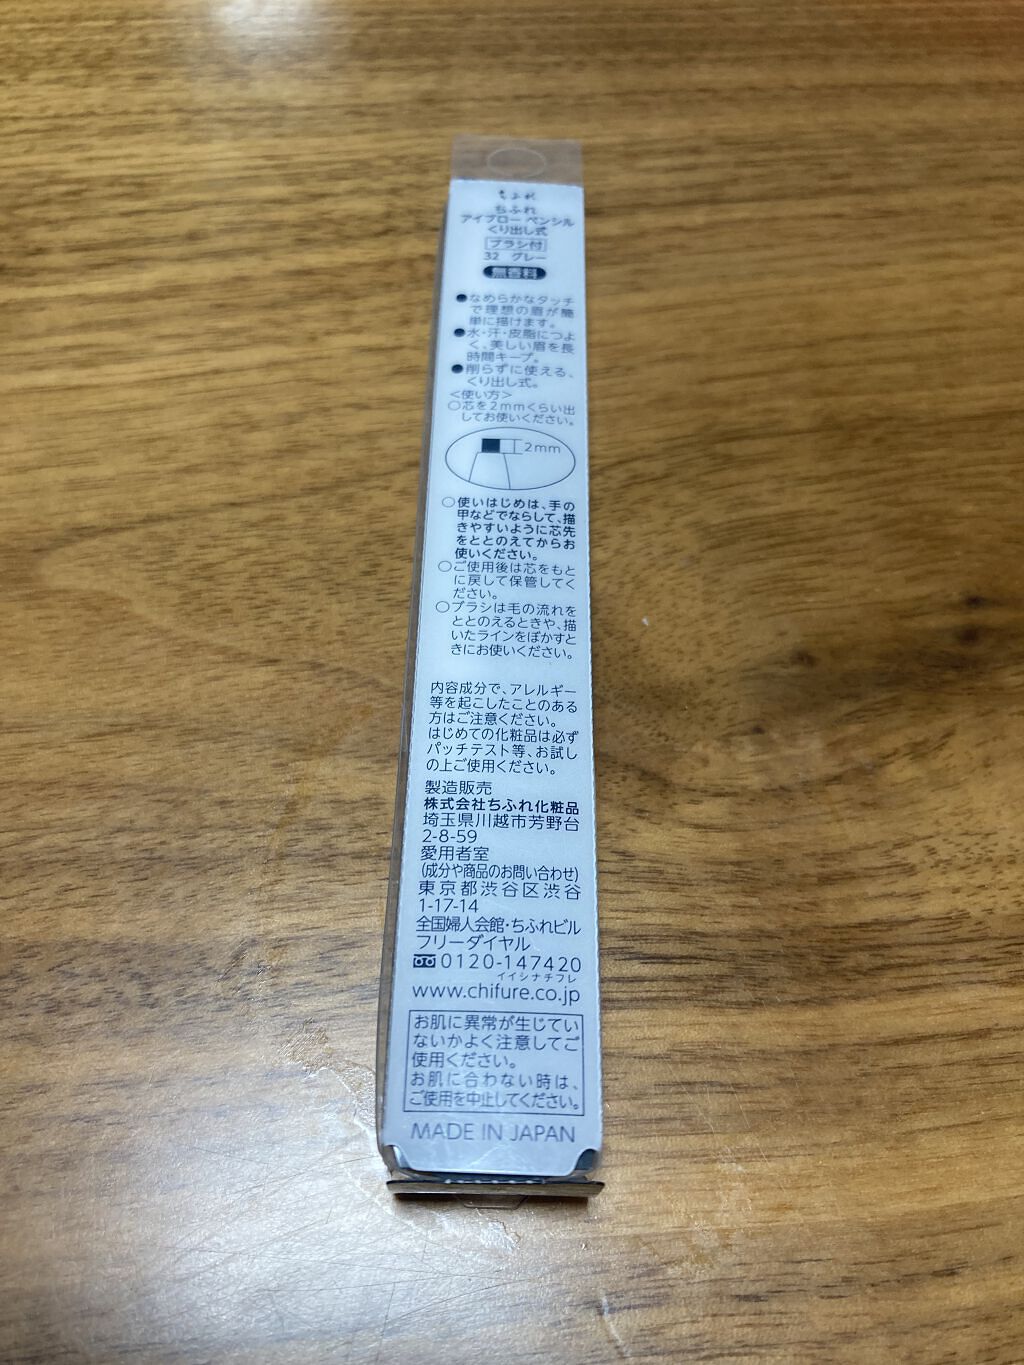 ちふれ
ちふれ
アイブロー ペンシル
くり出し式
ブラシ付
32 グレー
無香料
●なめらかなタッチ
で理想の眉が簡
単に描けます。
●水・汗・皮脂につよ
く、美しい眉を長
時間キープ。
●削らずに使える、
くり出し式。
<使い方>
○芯を2mmくらい出
してお使いください。
2mm
○使いはじめは、手の
甲などでならして、描
きやすいように芯先
をととのえてからお
使いください。
○ご使用後は芯をもと
に戻して保管してく
ださい。
○ブラシは毛の流れを
ととのえるときや、描
いたラインをぼかすと
きにお使いください。
内容成分で、アレルギー
等を起こしたことのある
方はご注意ください。
はじめての化粧品は必ず
パッチテスト等、お試し
の上ご使用ください。
製造販売
株式会社ちふれ化粧品
埼玉県川越市芳野台
2-8-59
愛用者室
(成分や商品のお問い合わせ)
東京都渋谷区渋谷
1-17-14
全国婦人会館・ちふれビル
フリーダイヤル
0120-147420
イイシナチフレ
www.chifure.co.jp
お肌に異常が生じてい
ないかよく注意してご
使用ください。
お肌に合わない時は、
ご使用を中止してください。
MADE IN JAPAN